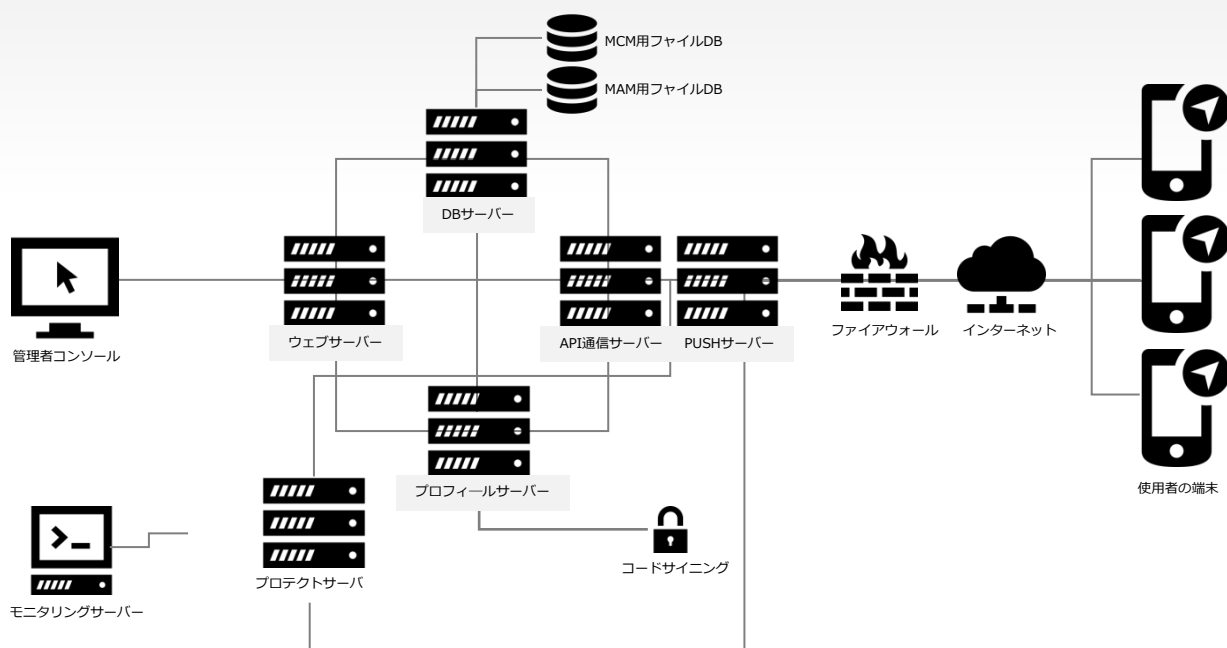 MCM用ファイルDB
MAM用ファイルDB
DBサーバー
ウェブサーバー
API通信サーバー
PUSHサーバー
ファイアウォール
インターネット
管理者コンソール
プロフィールサーバー
使用者の端末
コードサイニング
プロテクトサーバ
モニタリングサーバー